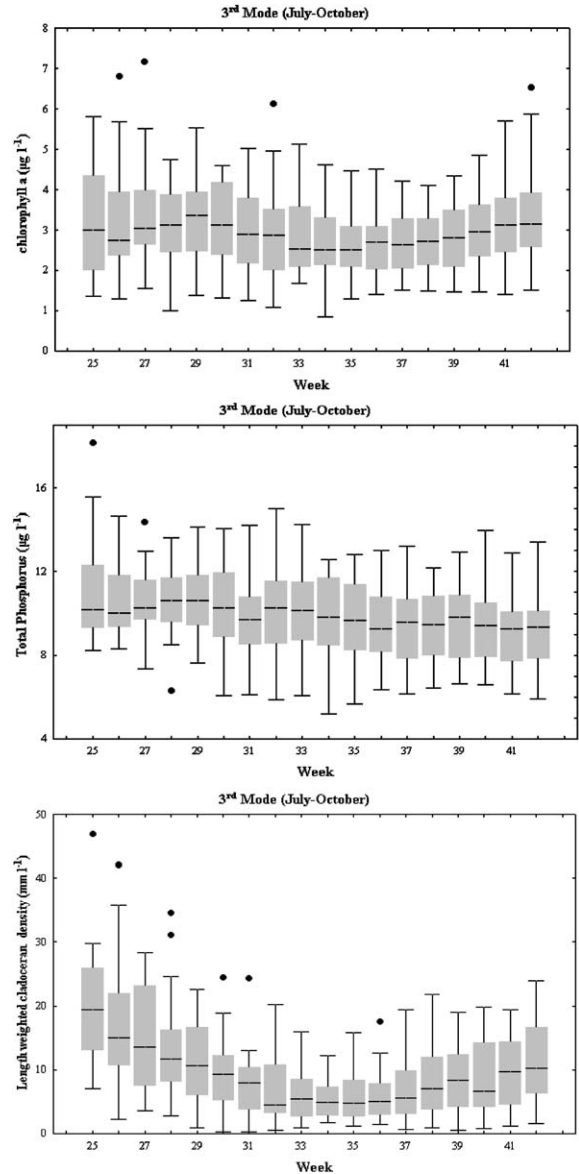 3rd Mode (July-October)
chlorophyll a (µg l-1)
8
7
6
5
4
3
2
1
0
25 27 29 31 33 35 37 39 41
Week
3rd Mode (July-October)
Total Phosphorus (µg l-1)
16
12
8
4
25 27 29 31 33 35 37 39 41
Week
3rd Mode (July-October)
Length weighted cladoceran density (mm l-1)
50
40
30
20
10
0
25 27 29 31 33 35 37 39 41
Week